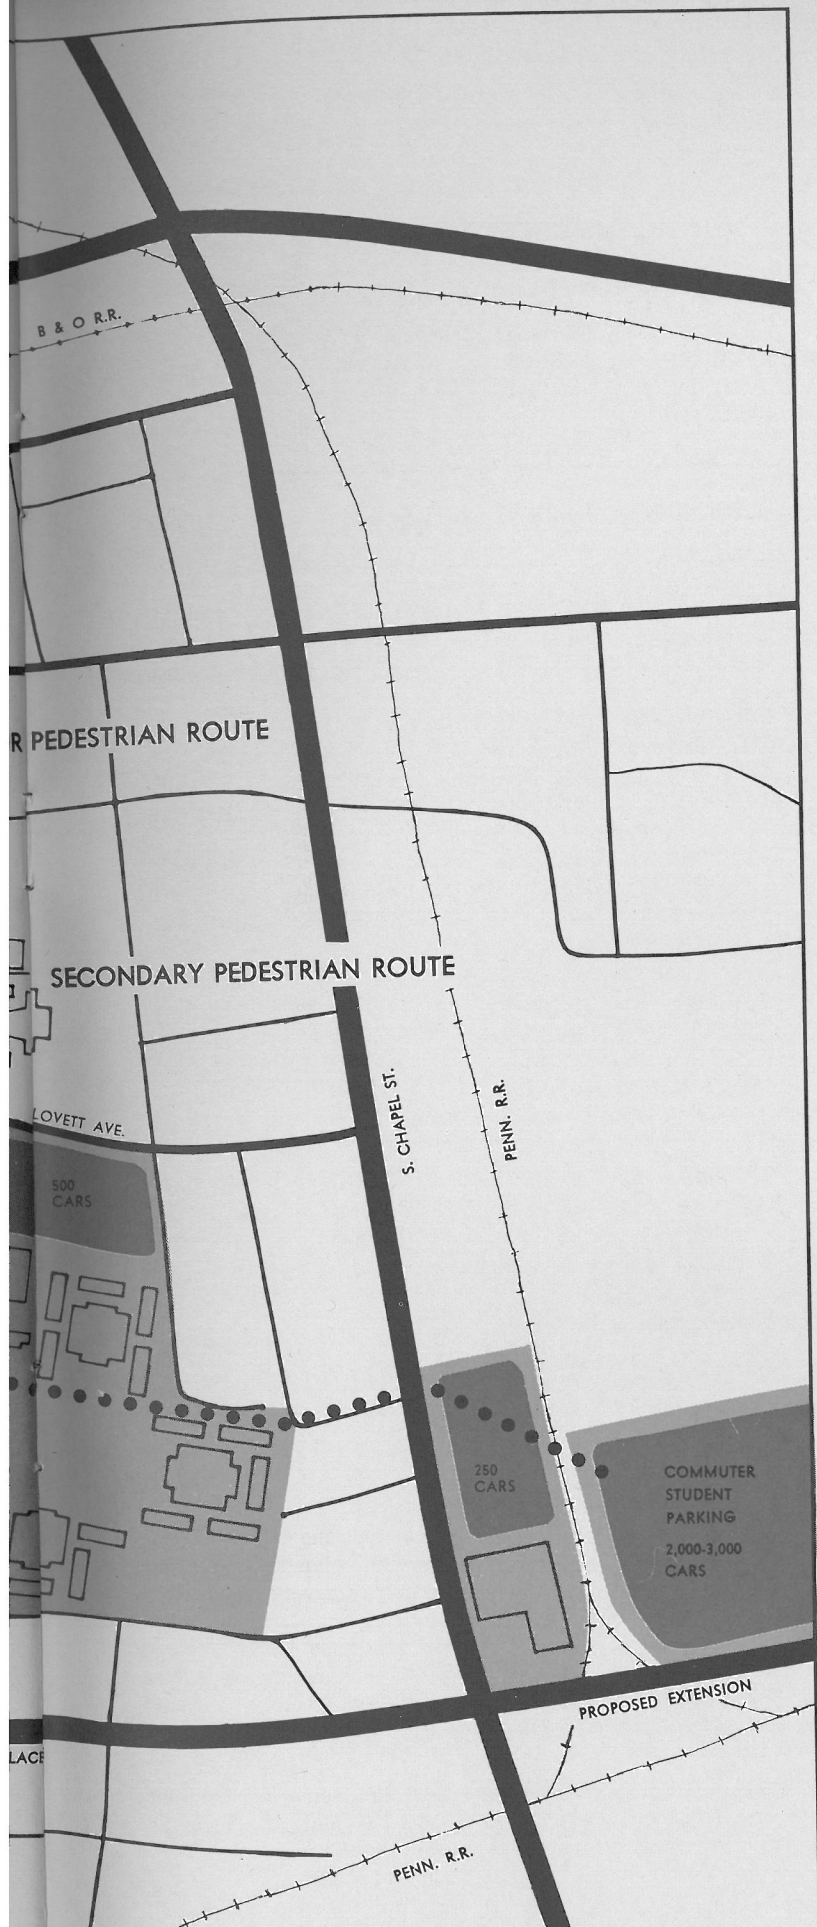 B & O R.R.
R PEDESTRIAN ROUTE
SECONDARY PEDESTRIAN ROUTE
S. CHAPEL ST.
PENN. R.R.
LOVETT AVE.
500
CARS
250
CARS
COMMUTER
STUDENT
PARKING
2,000-3,000
CARS
PROPOSED EXTENSION
LACE
PENN. R.R.